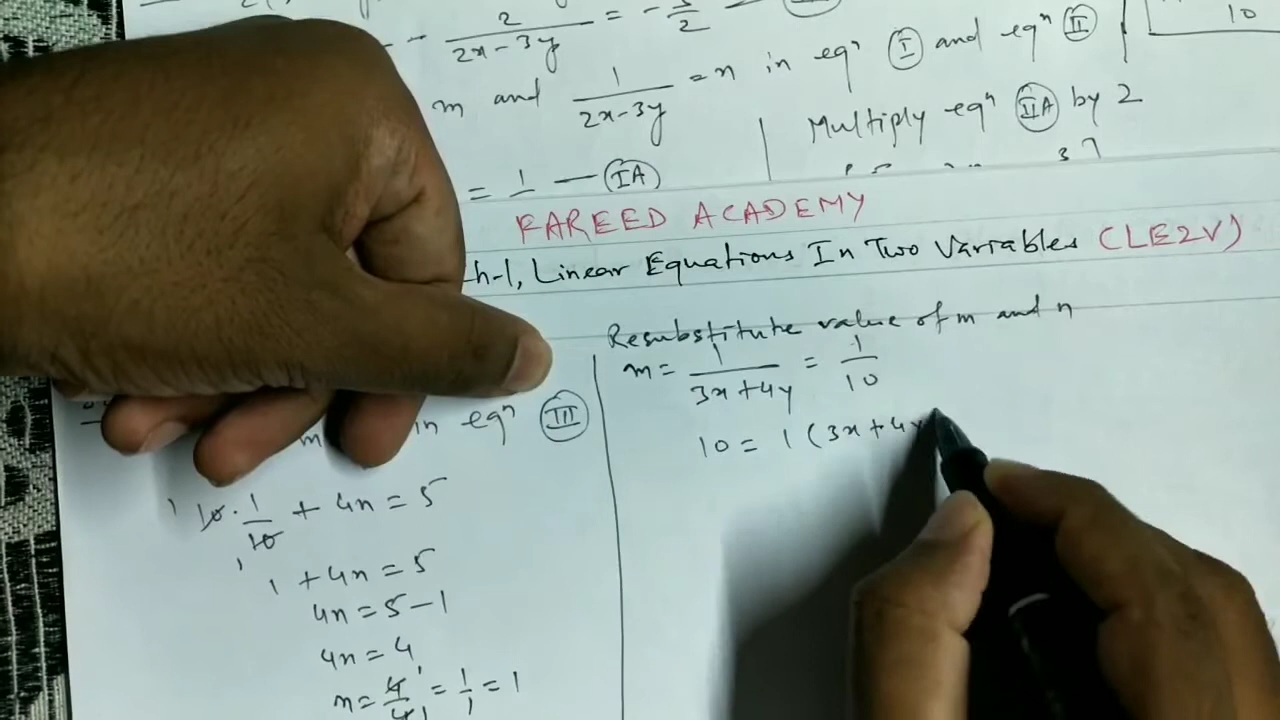 - 2/(2x-3y) = -3/2 —
m and 1/(2x-3y) = n in eqⁿ Ⓘ and eqⁿ Ⓘ Ⓘ
10
Multiply eqⁿ (IIA) by 2
= 1 — (IA)
37
FAREED ACADEMY
h-1, Linear Equations In Two Variables (LE2V)
in eqⁿ (III)
10 · 1/10 + 4n = 5
1 + 4n = 5
4n = 5 - 1
4n = 4
n = 4/4 = 1/1 = 1
Resubstitute value of m and n
m = 1/(3x+4y) = 1/10
10 = 1(3x+4y